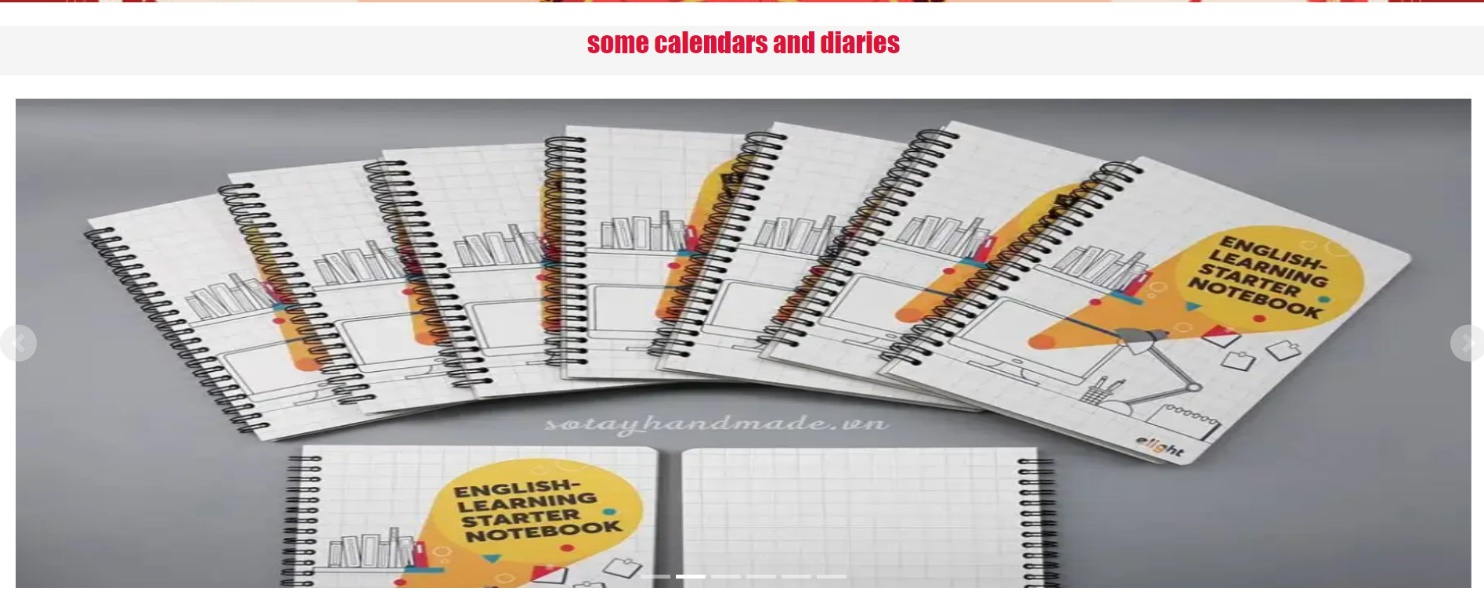 some calendars and diaries
ENGLISH-
LEARNING
STARTER
NOTEBOOK
sotayhandmade.vn
elight
ENGLISH-
LEARNING
STARTER
NOTEBOOK